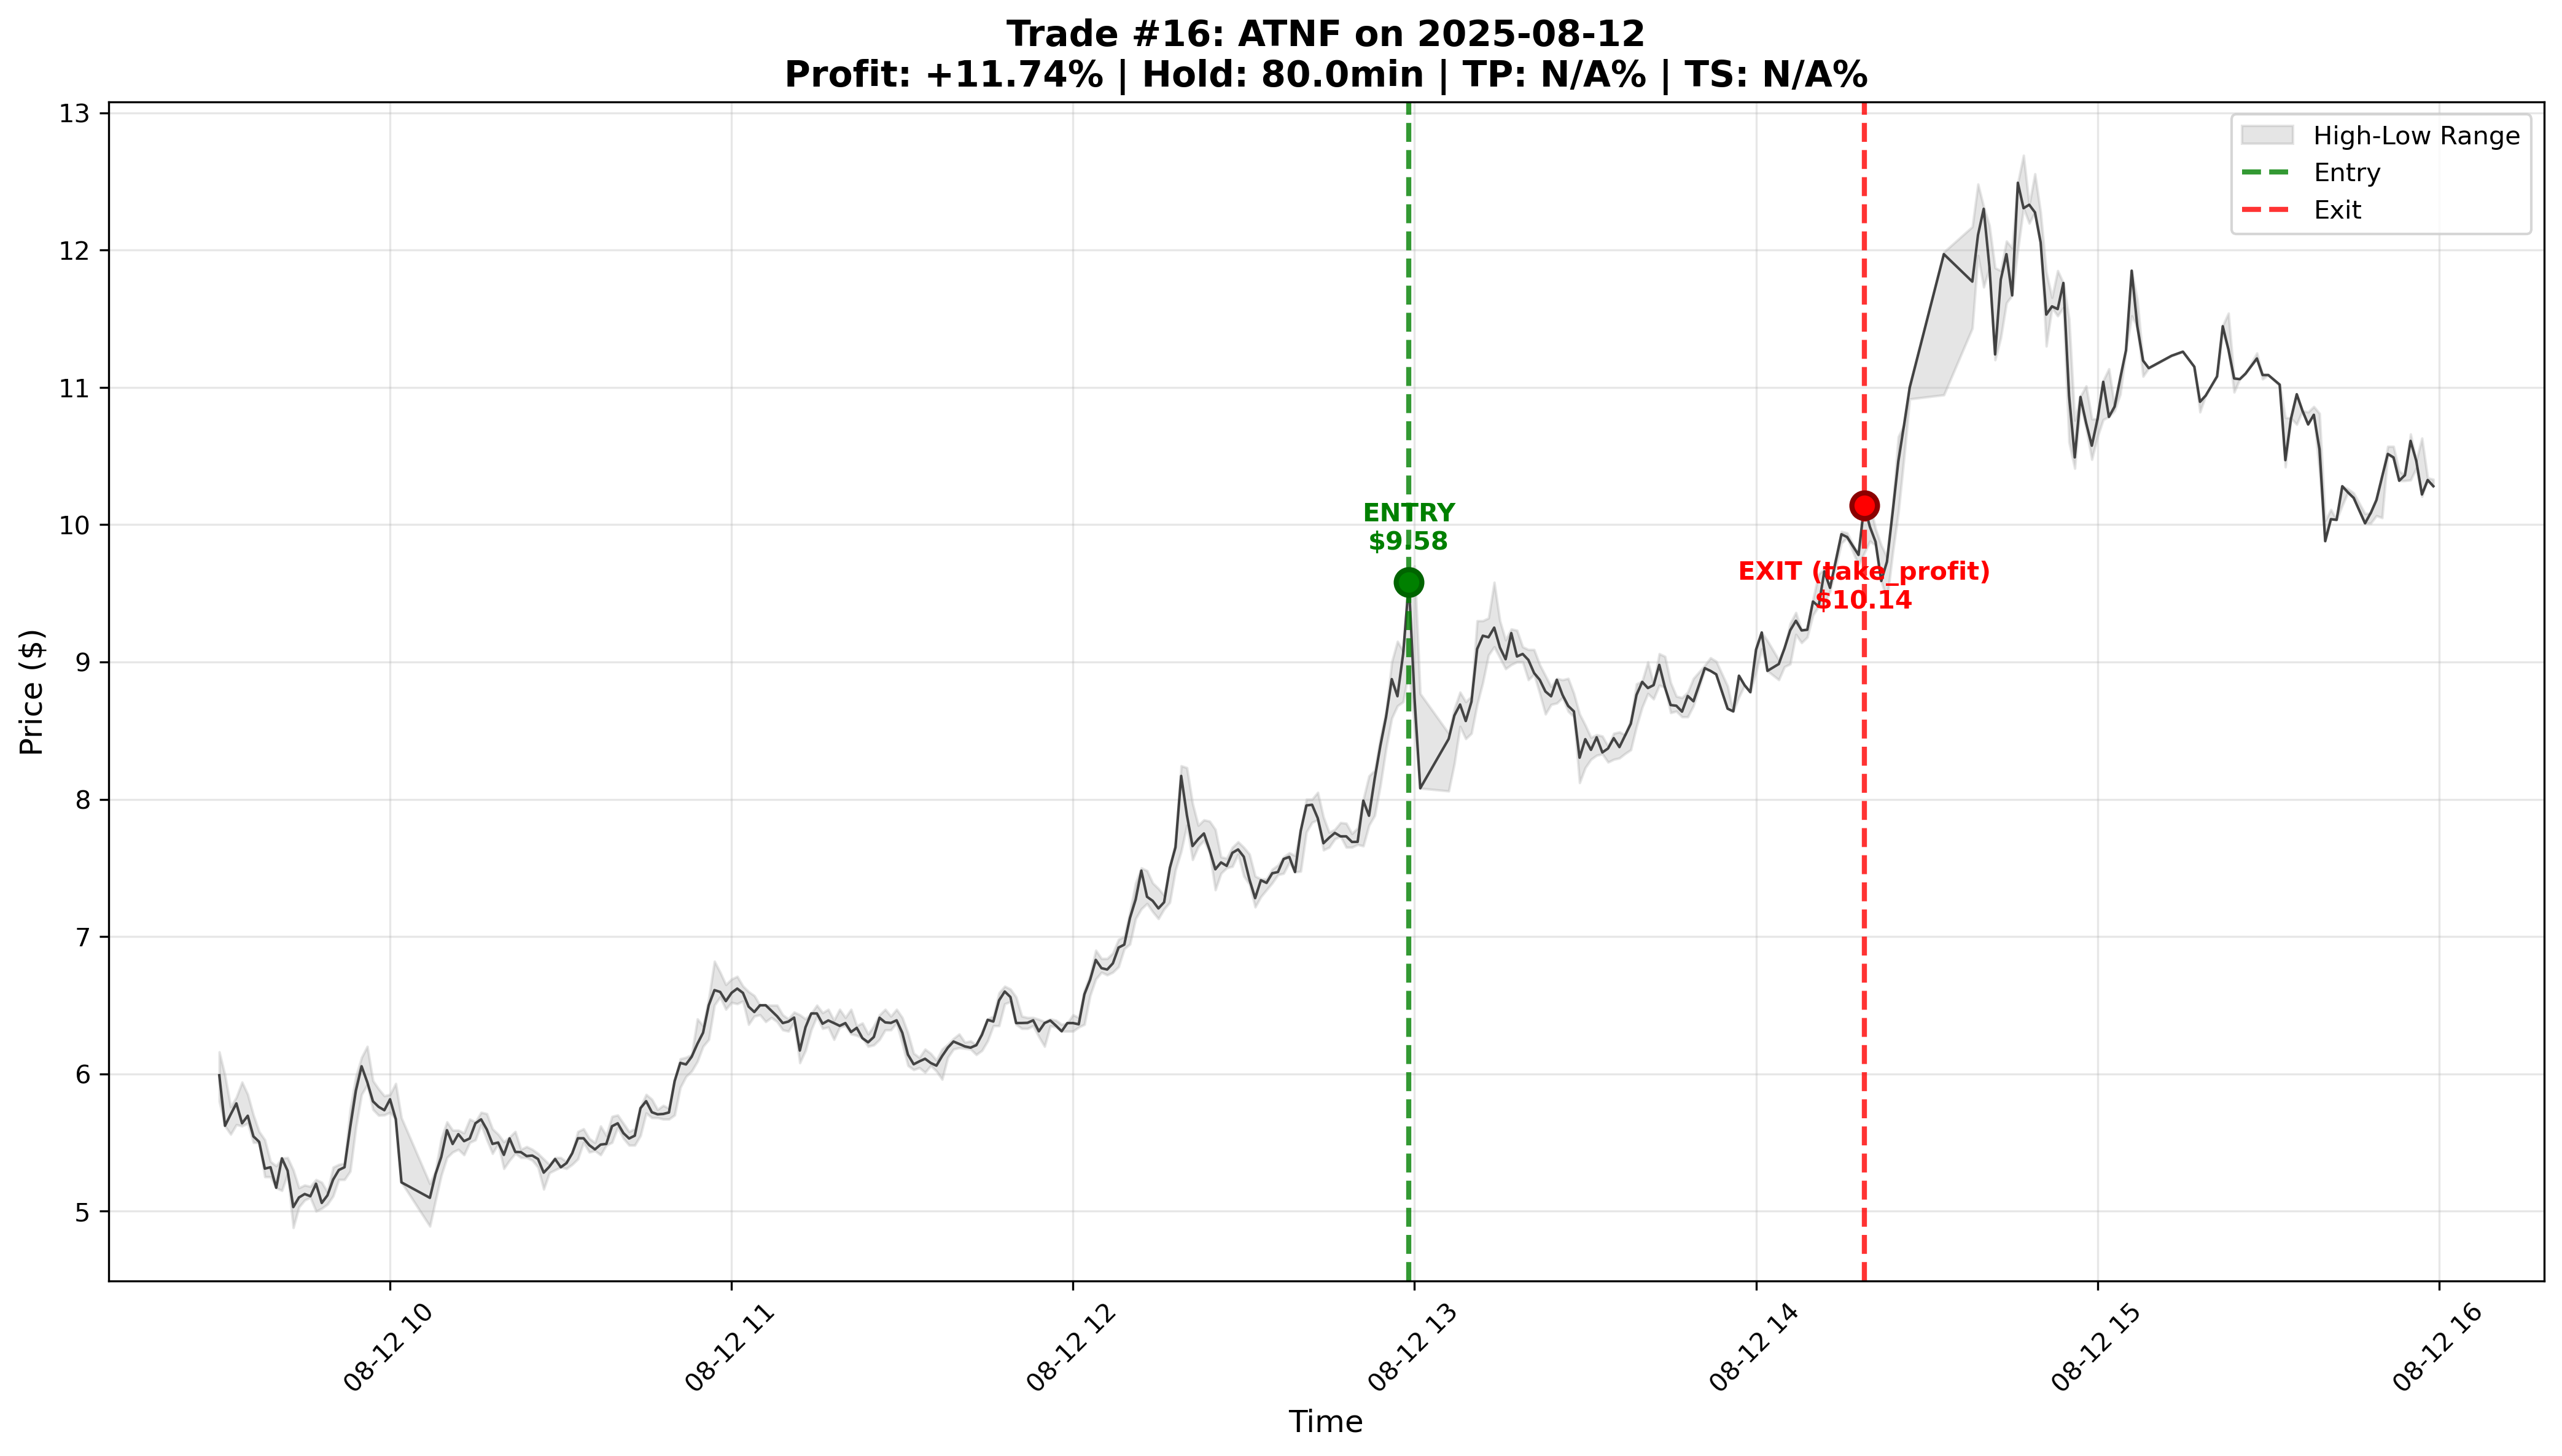 Trade #16: ATNF on 2025-08-12
Profit: +11.74% | Hold: 80.0min | TP: N/A% | TS: N/A%
High-Low Range
Entry
Exit
Price ($)
13
12
11
10
9
8
7
6
5
ENTRY
$9.58
EXIT (take_profit)
$10.14
08-12 10
08-12 11
08-12 12
08-12 13
08-12 14
08-12 15
08-12 16
Time